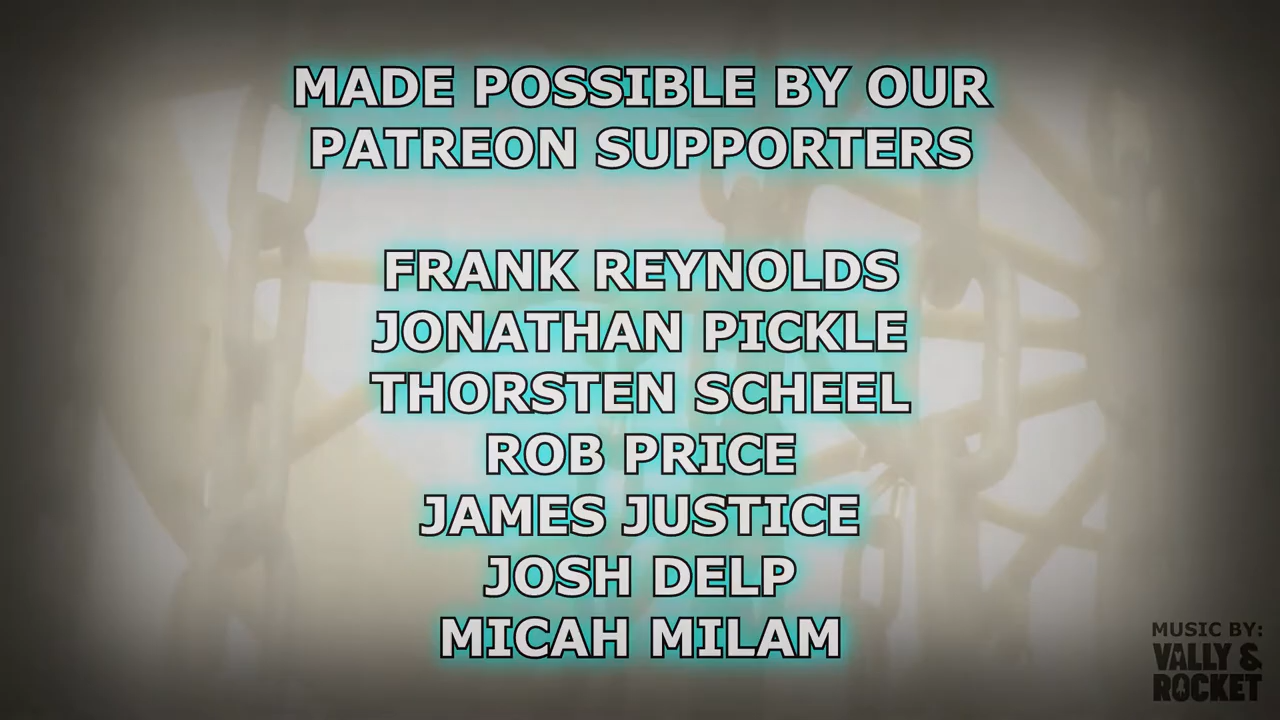 MADE POSSIBLE BY OUR
PATREON SUPPORTERS
FRANK REYNOLDS
JONATHAN PICKLE
THORSTEN SCHEEL
ROB PRICE
JAMES JUSTICE
JOSH DELP
MICAH MILAM
MUSIC BY:
VALLY &
ROCKET